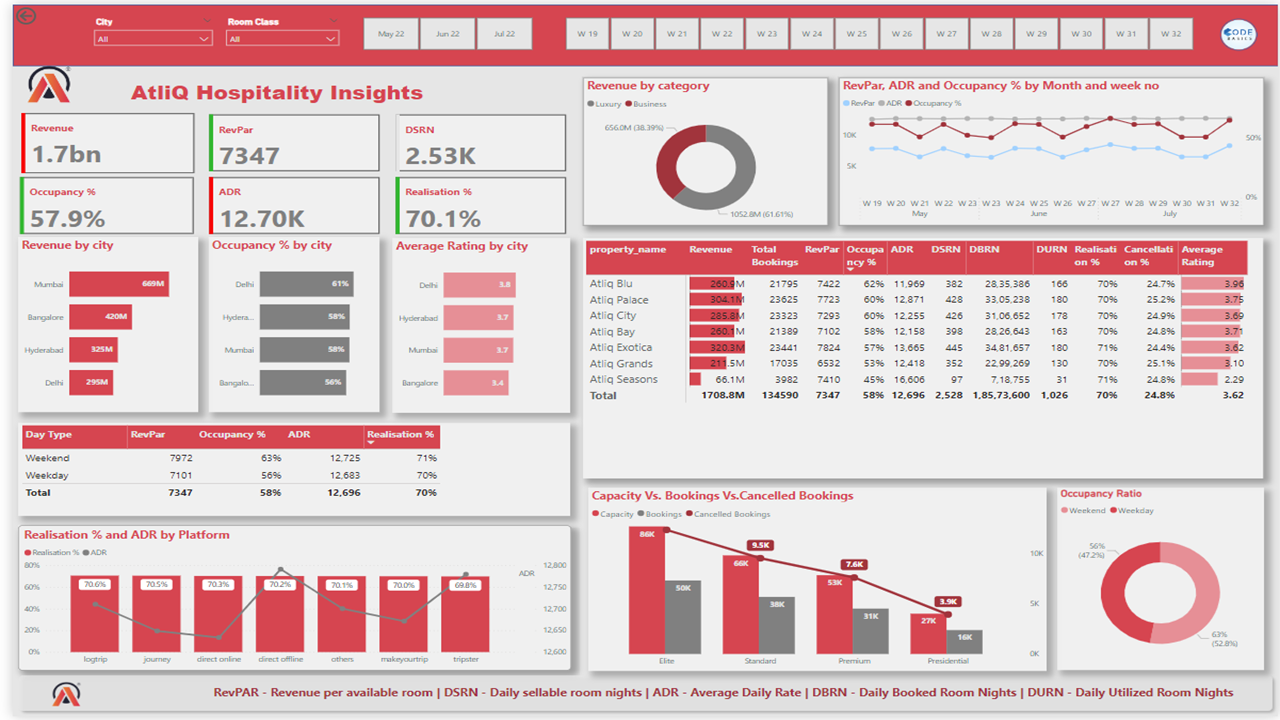 City
Room Class
All
All
May 22
Jun 22
Jul 22
W 19
W 20
W 21
W 22
W 23
W 24
W 25
W 26
W 27
W 28
W 29
W 30
W 31
W 32
CODE
BASICS
AtliQ Hospitality Insights
Revenue
1.7bn
RevPar
7347
DSRN
2.53K
Occupancy %
57.9%
ADR
12.70K
Realisation %
70.1%
Revenue by category
Luxury Business
656.0M (38.39%)
1052.8M (61.61%)
RevPar, ADR and Occupancy % by Month and week no
RevPar ADR Occupancy %
10K
5K
50%
0%
W 19 W 20 W 21 W 22 W 23 W 23 W 24 W 25 W 26 W 27 W 27 W 28 W 29 W 30 W 31 W 32
May June July
Revenue by city
Mumbai 669M
Bangalore 420M
Hyderabad 325M
Delhi 295M
Occupancy % by city
Delhi 61%
Hydera... 58%
Mumbai 58%
Bangalo... 56%
Average Rating by city
Delhi 3.8
Hyderabad 3.7
Mumbai 3.7
Bangalore 3.4
property_name Revenue Total RevPar Occupa ADR DSRN DBRN DURN Realisati Cancellati Average
Bookings ncy % on % on % Rating
Atliq Blu 260.9M 21795 7422 62% 11,969 382 28,35,386 166 70% 24.7% 3.96
Atliq Palace 304.1M 23625 7723 60% 12,871 428 33,05,238 180 70% 25.2% 3.75
Atliq City 285.8M 23323 7293 60% 12,255 426 31,06,652 178 70% 24.9% 3.69
Atliq Bay 260.1M 21389 7102 58% 12,158 398 28,26,643 163 70% 24.8% 3.71
Atliq Exotica 320.3M 23441 7824 57% 13,665 445 34,81,657 180 71% 24.4% 3.62
Atliq Grands 211.5M 17035 6532 53% 12,418 352 22,99,269 130 70% 25.1% 3.10
Atliq Seasons 66.1M 3982 7410 45% 16,606 97 7,18,755 31 71% 24.8% 2.29
Total 1708.8M 134590 7347 58% 12,696 2,528 1,85,73,600 1,026 70% 24.8% 3.62
Day Type RevPar Occupancy % ADR Realisation %
Weekend 7972 63% 12,725 71%
Weekday 7101 56% 12,683 70%
Total 7347 58% 12,696 70%
Realisation % and ADR by Platform
Realisation % ADR
80%
60%
40%
20%
0%
70.6% 70.5% 70.3% 70.2% 70.1% 70.0% 69.8%
ADR
12,800
12,750
12,700
12,650
12,600
logtrip journey direct online direct offline others makeyourtrip tripster
Capacity Vs. Bookings Vs.Cancelled Bookings
Capacity Bookings Cancelled Bookings
86K
50K
9.5K
66K
38K
7.6K
53K
31K
3.9K
27K
16K
10K
5K
0K
Elite Standard Premium Presidential
Occupancy Ratio
Weekend Weekday
56%
(47.2%)
63%
(52.8%)
RevPAR - Revenue per available room | DSRN - Daily sellable room nights | ADR - Average Daily Rate | DBRN - Daily Booked Room Nights | DURN - Daily Utilized Room Nights